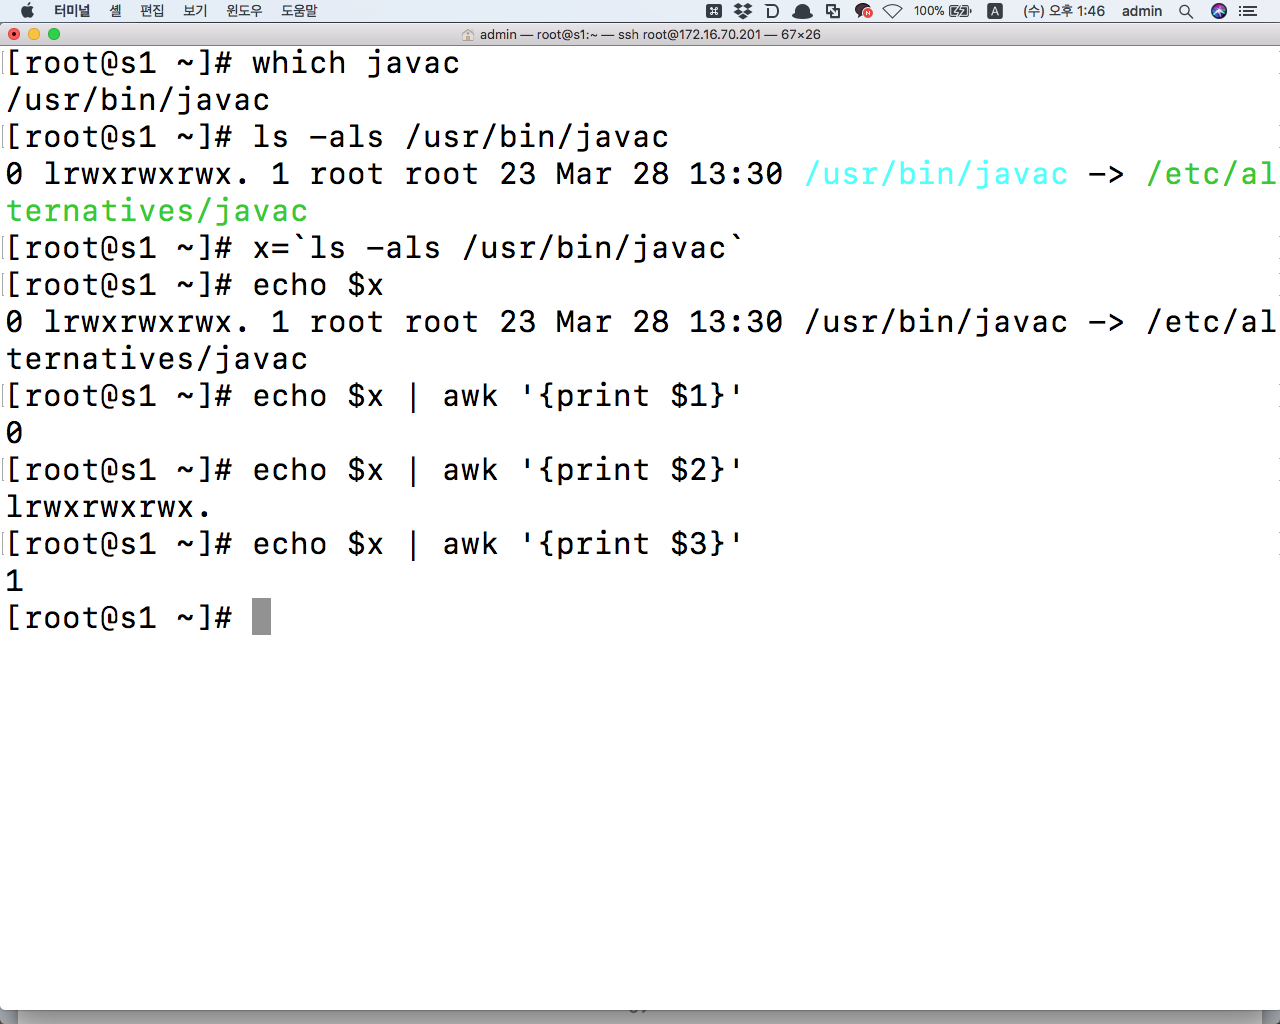 터미널 셸 편집 보기 윈도우 도움말 100% A (수) 오후 1:46 admin
admin — root@s1:~ — ssh root@172.16.70.201 — 67×26
[root@s1 ~]# which javac
/usr/bin/javac
[root@s1 ~]# ls -als /usr/bin/javac
0 lrwxrwxrwx. 1 root root 23 Mar 28 13:30 /usr/bin/javac -> /etc/al
ternatives/javac
[root@s1 ~]# x=`ls -als /usr/bin/javac`
[root@s1 ~]# echo $x
0 lrwxrwxrwx. 1 root root 23 Mar 28 13:30 /usr/bin/javac -> /etc/al
ternatives/javac
[root@s1 ~]# echo $x | awk '{print $1}'
0
[root@s1 ~]# echo $x | awk '{print $2}'
lrwxrwxrwx.
[root@s1 ~]# echo $x | awk '{print $3}'
1
[root@s1 ~]#